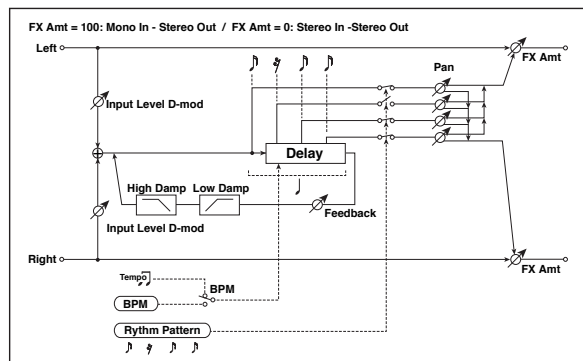 FX Amt = 100: Mono In - Stereo Out / FX Amt = 0: Stereo In -Stereo Out
Left
FX Amt
Pan
Input Level D-mod
Delay
High Damp
Low Damp
Feedback
Input Level D-mod
Right
FX Amt
Tempo
BPM
BPM
Rythm Pattern